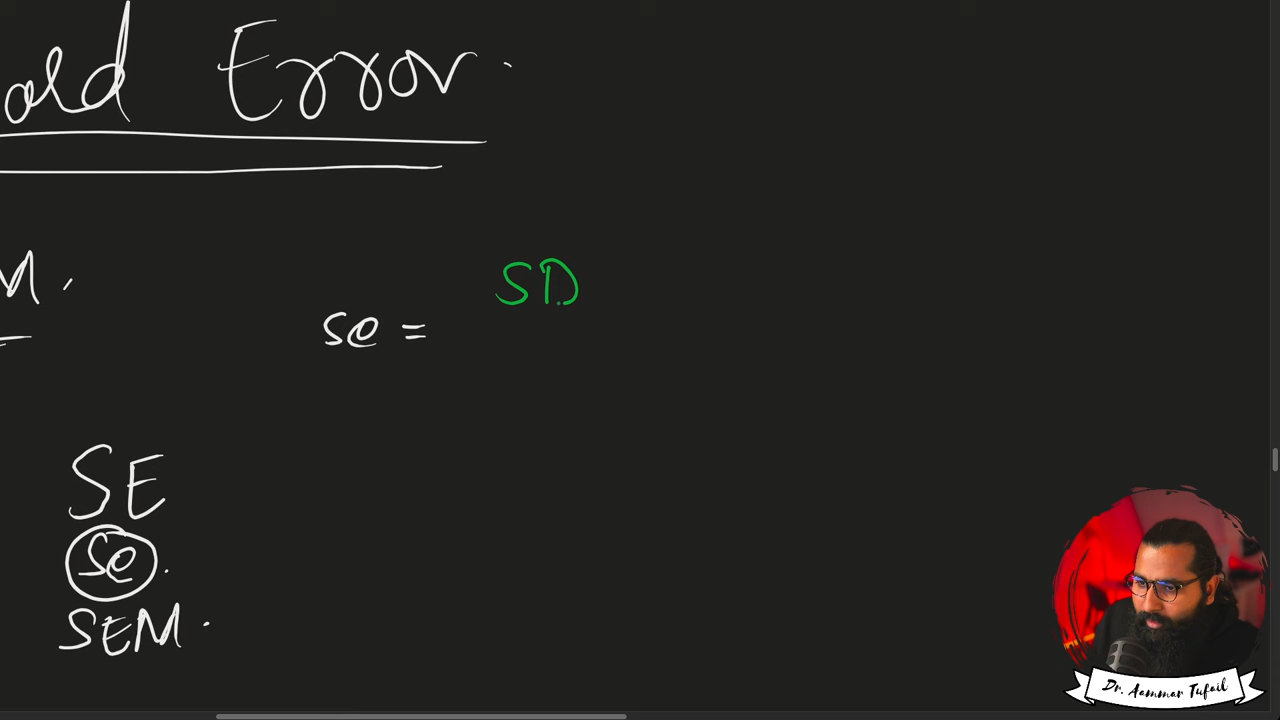 ard Error.
M.
SD
se =
SE
se.
SEM.
Dr. Aammar Tufail